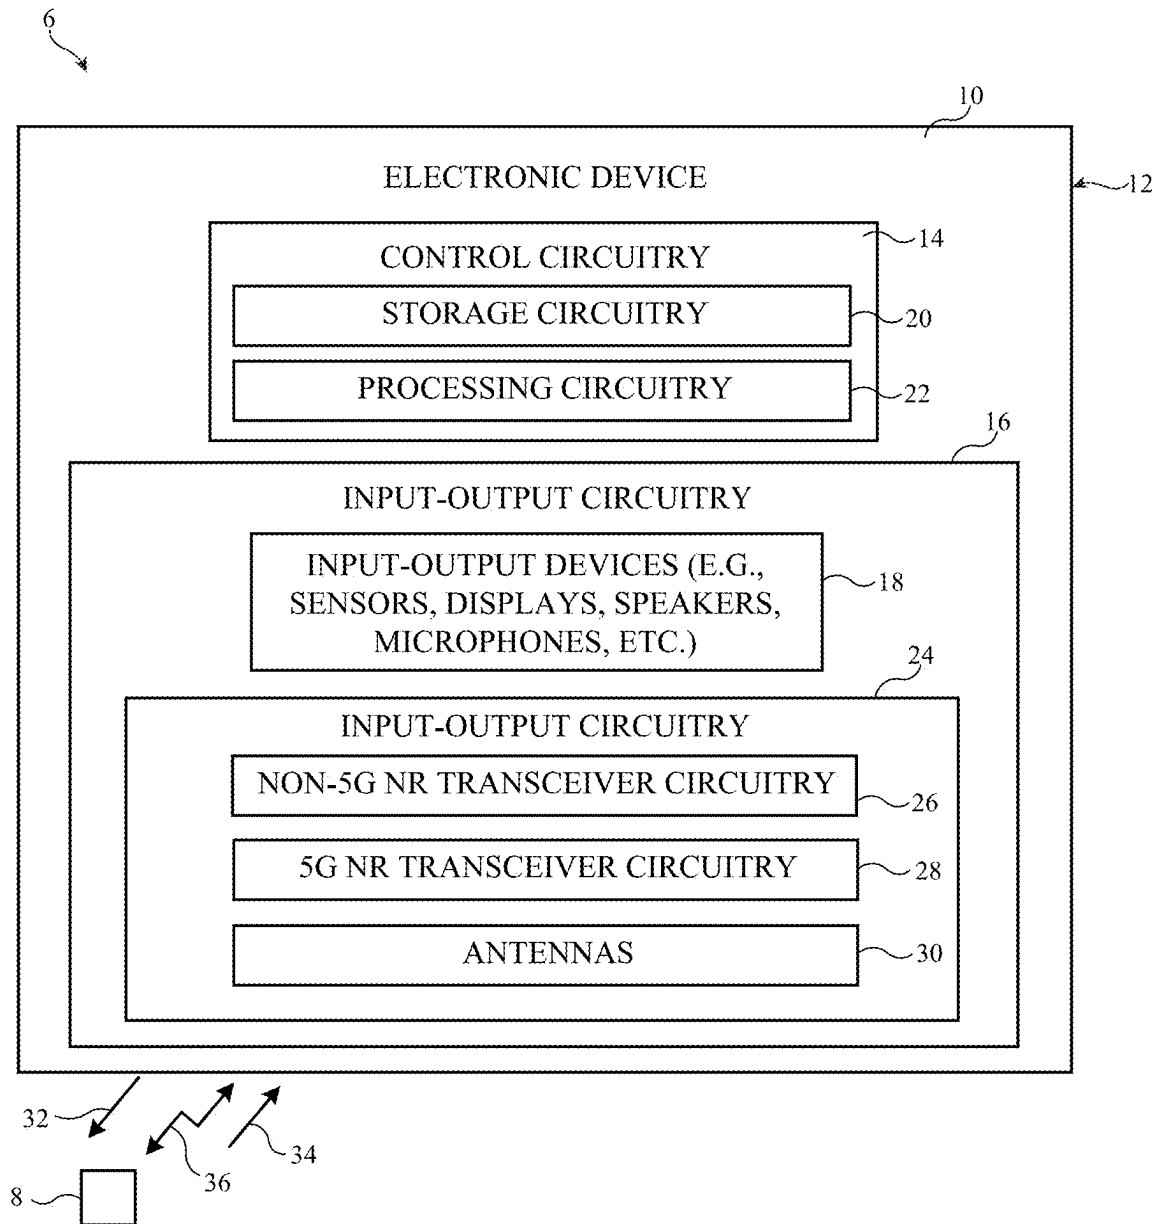 6
10
ELECTRONIC DEVICE
12
CONTROL CIRCUITRY
14
STORAGE CIRCUITRY
20
PROCESSING CIRCUITRY
22
16
INPUT-OUTPUT CIRCUITRY
INPUT-OUTPUT DEVICES (E.G.,
SENSORS, DISPLAYS, SPEAKERS,
MICROPHONES, ETC.)
18
24
INPUT-OUTPUT CIRCUITRY
NON-5G NR TRANSCEIVER CIRCUITRY
26
5G NR TRANSCEIVER CIRCUITRY
28
ANTENNAS
30
32
34
36
8